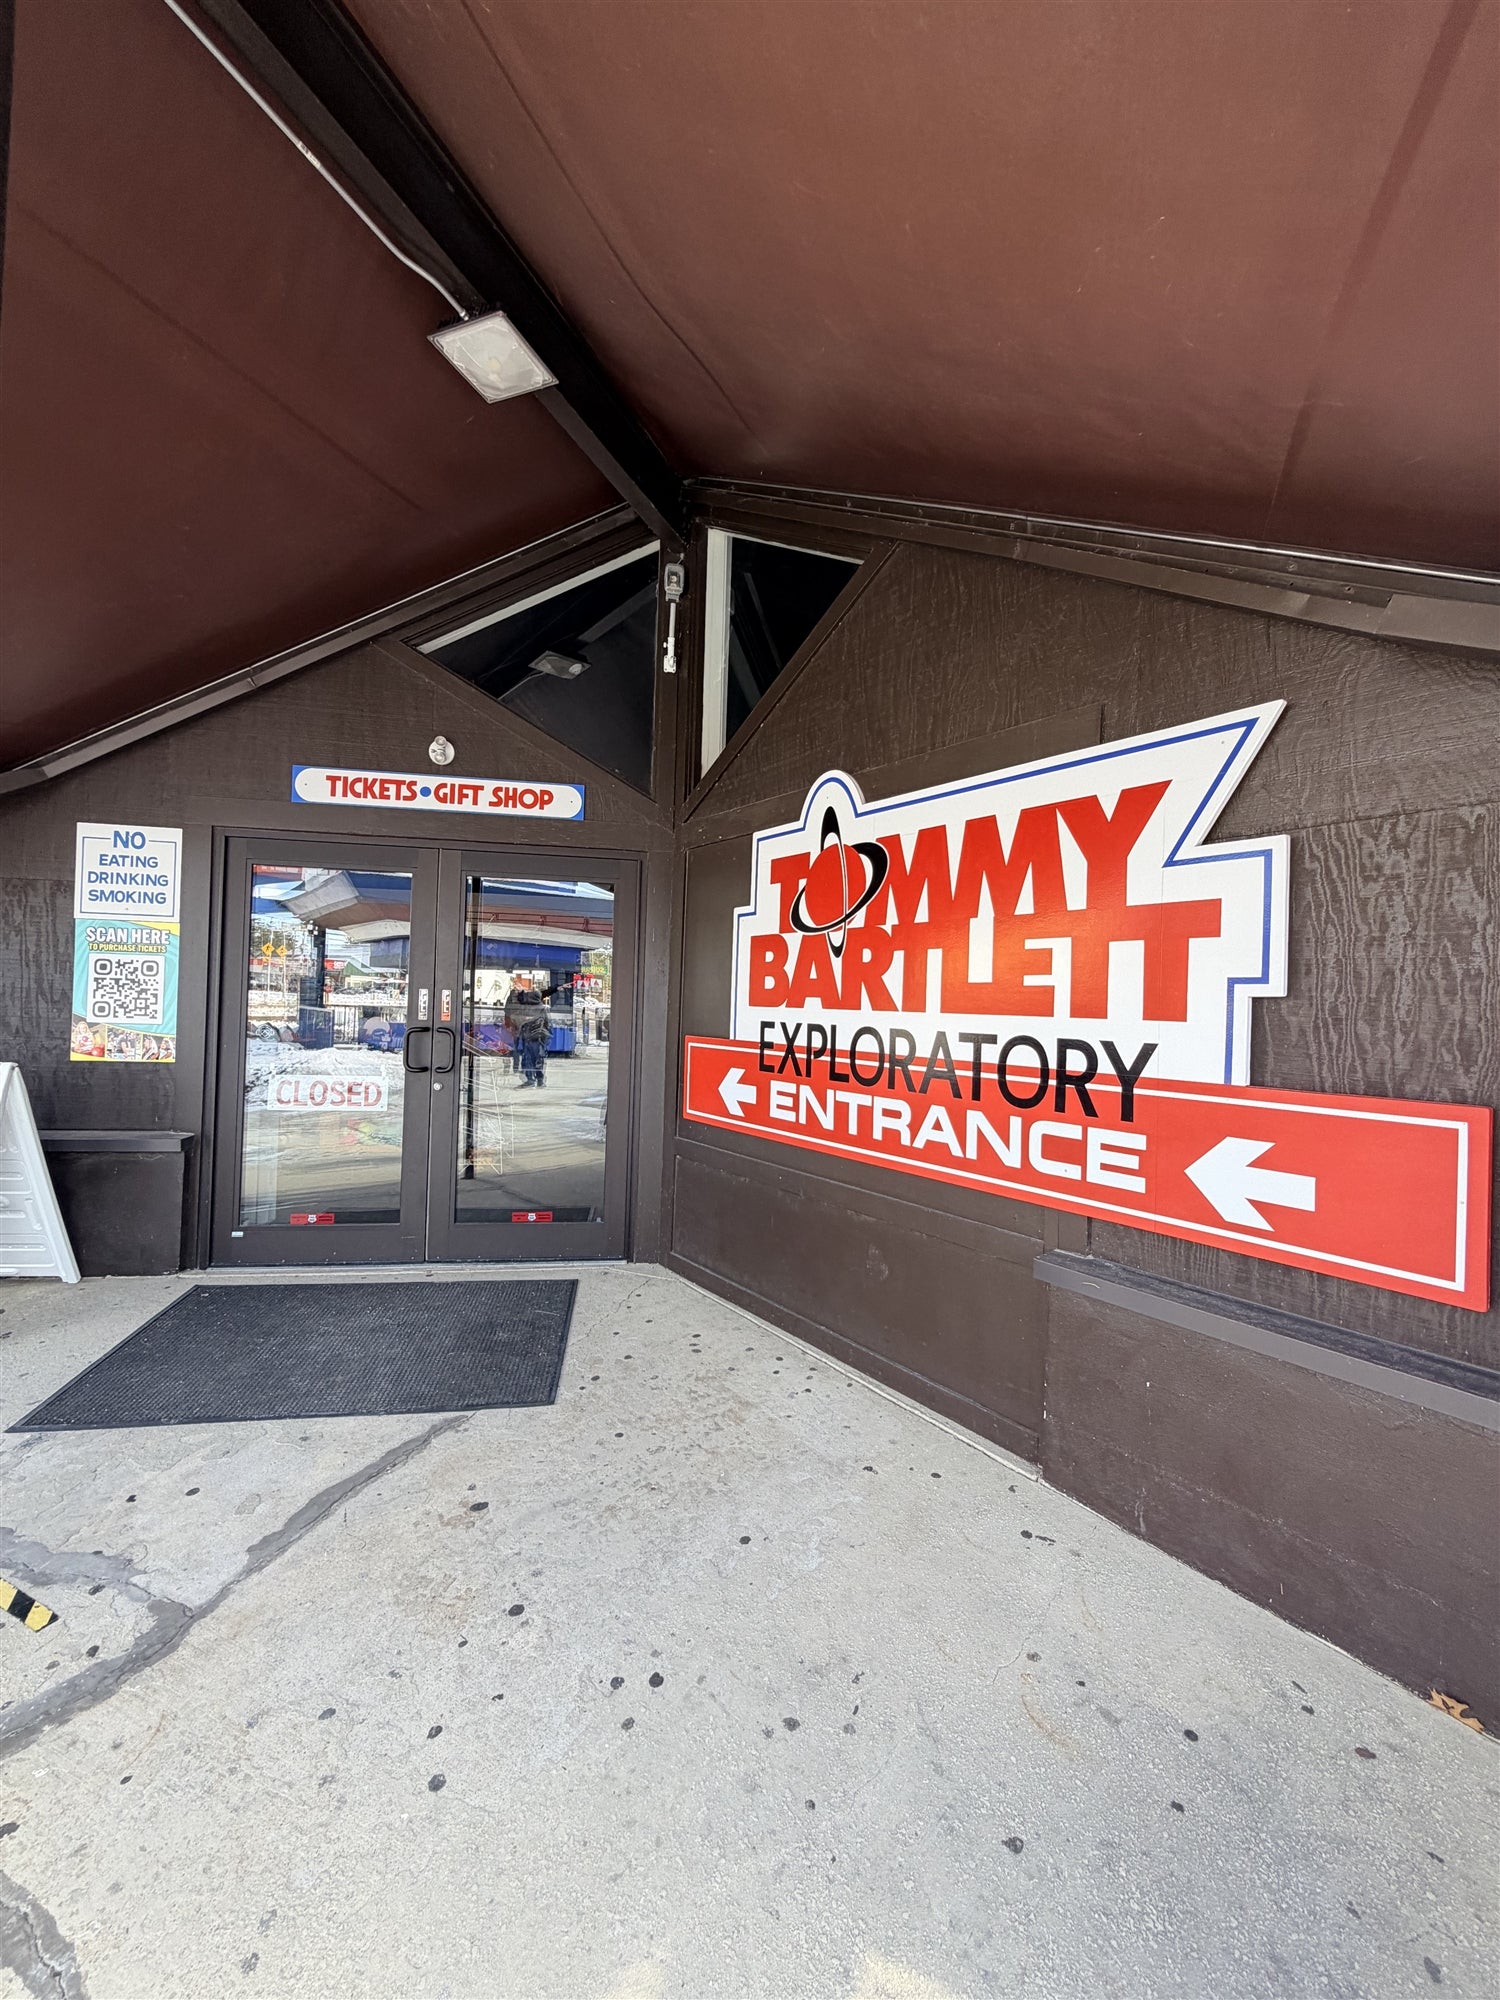 TICKETS • GIFT SHOP
NO
EATING
DRINKING
SMOKING
SCAN HERE
TO PURCHASE TICKETS
CLOSED
TOMMY
BARTLETT
EXPLORATORY
ENTRANCE